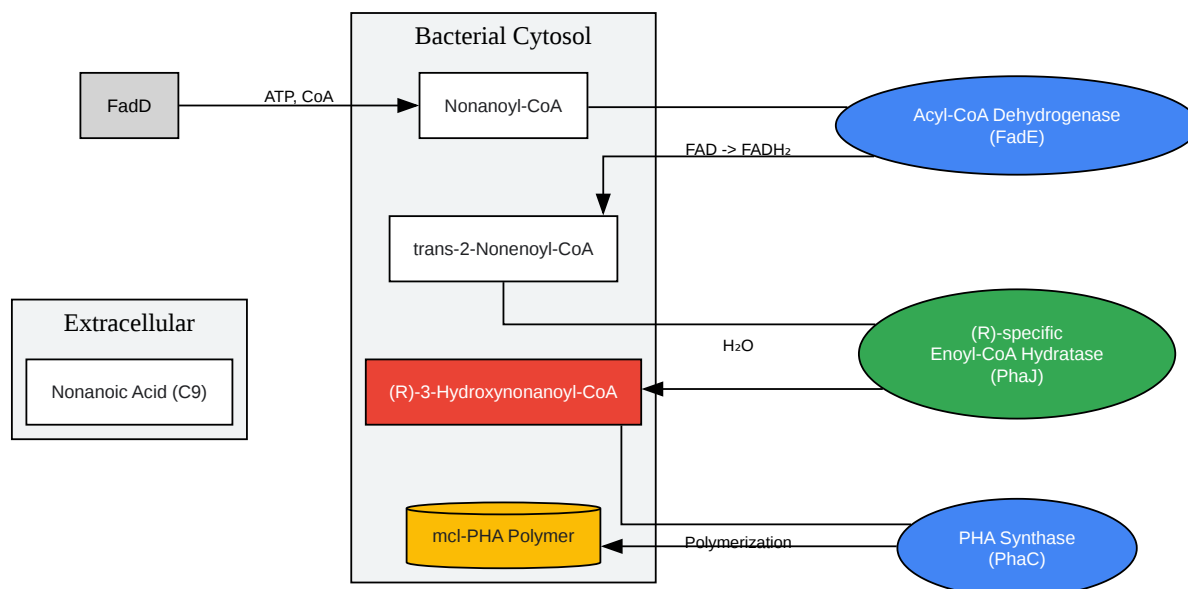 Bacterial Cytosol
FadD
ATP, CoA
Nonanoyl-CoA
Acyl-CoA Dehydrogenase
(FadE)
FAD -> FADH₂
trans-2-Nonenoyl-CoA
Extracellular
Nonanoic Acid (C9)
(R)-specific
Enoyl-CoA Hydratase
(PhaJ)
H₂O
(R)-3-Hydroxynonanoyl-CoA
mcl-PHA Polymer
Polymerization
PHA Synthase
(PhaC)